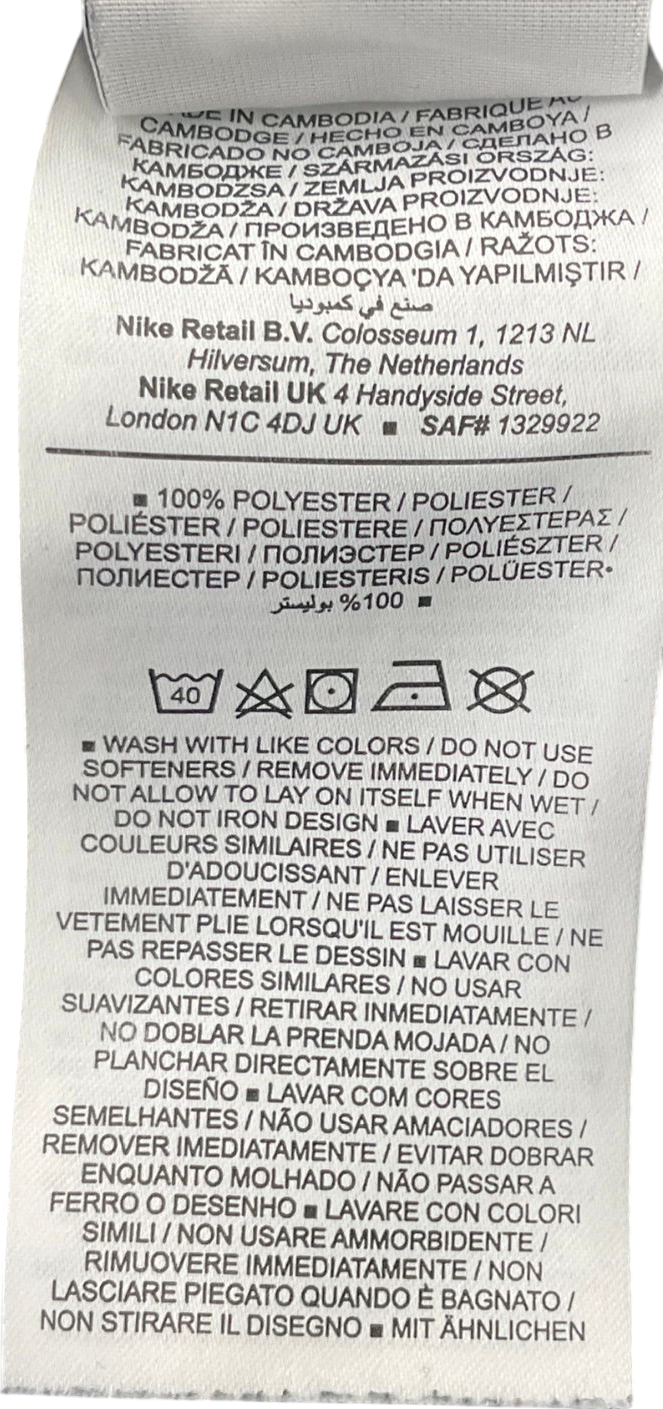 IN CAMBODIA / FABRIQUE AU
CAMBODGE / HECHO EN CAMBOYA /
FABRICADO NO CAMBOJA / СДЕЛАНО В
КАМБОДЖЕ / SZÁRMAZÁSI ORSZÁG:
KAMBODZSA / ZEMLJA PROIZVODNJE:
KAMBODŽA / DRŽAVA PROIZVODNJE:
KAMBODŽA / ПРОИЗВЕДЕНО В КАМБОДЖА /
FABRICAT ÎN CAMBODGIA / RAŽOTS:
KAMBODŽĀ / KAMBOÇYA 'DA YAPILMIŞTIR /
صنع في كمبوديا
Nike Retail B.V. Colosseum 1, 1213 NL
Hilversum, The Netherlands
Nike Retail UK 4 Handyside Street,
London N1C 4DJ UK ■ SAF# 1329922
■ 100% POLYESTER / POLIESTER /
POLIÉSTER / POLIESTERE / ΠΟΛΥΕΣΤΕΡΑΣ /
POLYESTERI / ПОЛИЭСТЕР / POLIÉSZTER /
ПОЛИЕСТЕР / POLIESTERIS / POLÜESTER•
100% بوليستر ■
40
■ WASH WITH LIKE COLORS / DO NOT USE
SOFTENERS / REMOVE IMMEDIATELY / DO
NOT ALLOW TO LAY ON ITSELF WHEN WET /
DO NOT IRON DESIGN ■ LAVER AVEC
COULEURS SIMILAIRES / NE PAS UTILISER
D'ADOUCISSANT / ENLEVER
IMMEDIATEMENT / NE PAS LAISSER LE
VETEMENT PLIE LORSQU'IL EST MOUILLE / NE
PAS REPASSER LE DESSIN ■ LAVAR CON
COLORES SIMILARES / NO USAR
SUAVIZANTES / RETIRAR INMEDIATAMENTE /
NO DOBLAR LA PRENDA MOJADA / NO
PLANCHAR DIRECTAMENTE SOBRE EL
DISEÑO ■ LAVAR COM CORES
SEMELHANTES / NÃO USAR AMACIADORES /
REMOVER IMEDIATAMENTE / EVITAR DOBRAR
ENQUANTO MOLHADO / NÃO PASSAR A
FERRO O DESENHO ■ LAVARE CON COLORI
SIMILI / NON USARE AMMORBIDENTE /
RIMUOVERE IMMEDIATAMENTE / NON
LASCIARE PIEGATO QUANDO È BAGNATO /
NON STIRARE IL DISEGNO ■ MIT ÄHNLICHEN